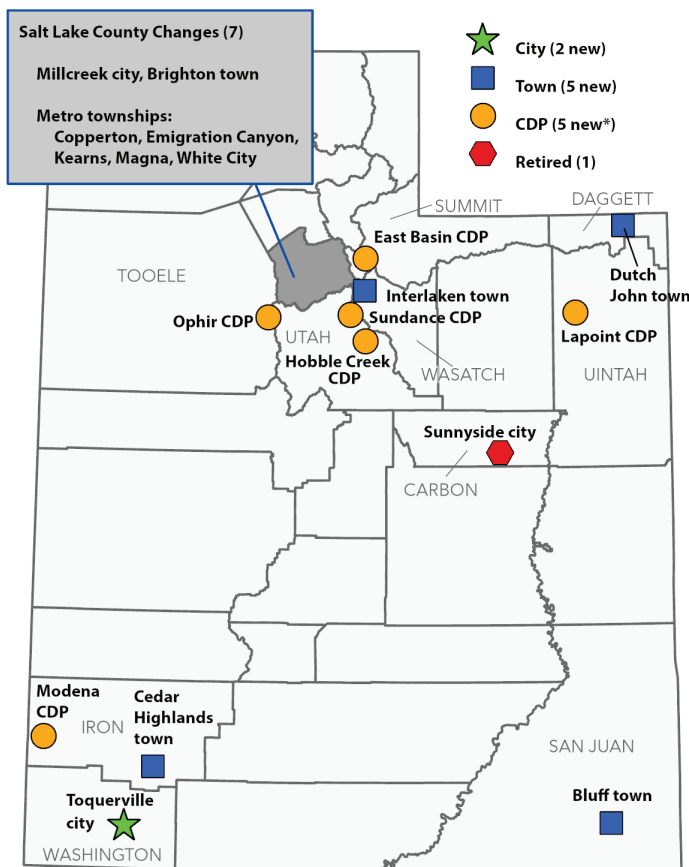 Salt Lake County Changes (7)
Millcreek city, Brighton town
Metro townships:
Copperton, Emigration Canyon,
Kearns, Magna, White City
City (2 new)
Town (5 new)
CDP (5 new*)
Retired (1)
SUMMIT
DAGGETT
East Basin CDP
TOOELE
Dutch
John town
Interlaken town
Ophir CDP
Sundance CDP
UTAH
Lapoint CDP
Hobble Creek
CDP
WASATCH
UINTAH
Sunnyside city
CARBON
Modena
CDP
Cedar
Highlands
town
IRON
SAN JUAN
Toquerville
city
Bluff town
WASHINGTON